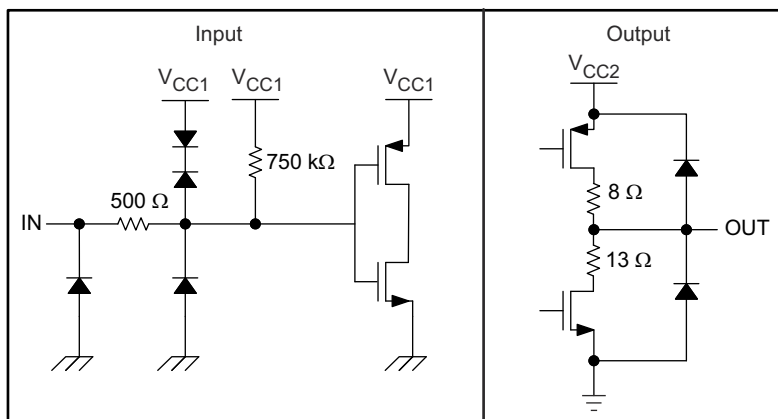 Input
Output
VCC1
VCC1
VCC1
VCC2
750 kΩ
500 Ω
IN
8 Ω
OUT
13 Ω